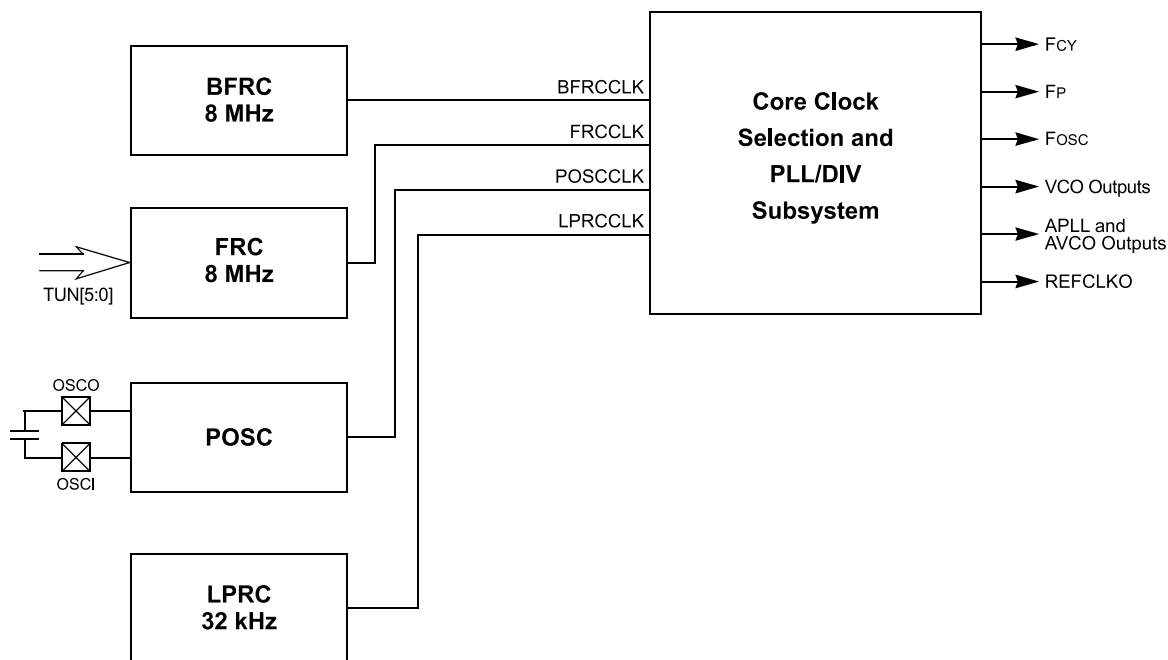 BFRC
8 MHz
FRC
8 MHz
TUN[5:0]
OSCO
OSCI
POSC
LPRC
32 kHz
BFRCCLK
FRCCLK
POSCCLK
LPRCCLK
Core Clock
Selection and
PLL/DIV
Subsystem
FCY
FP
FOSC
VCO Outputs
APLL and
AVCO Outputs
REFCLKO